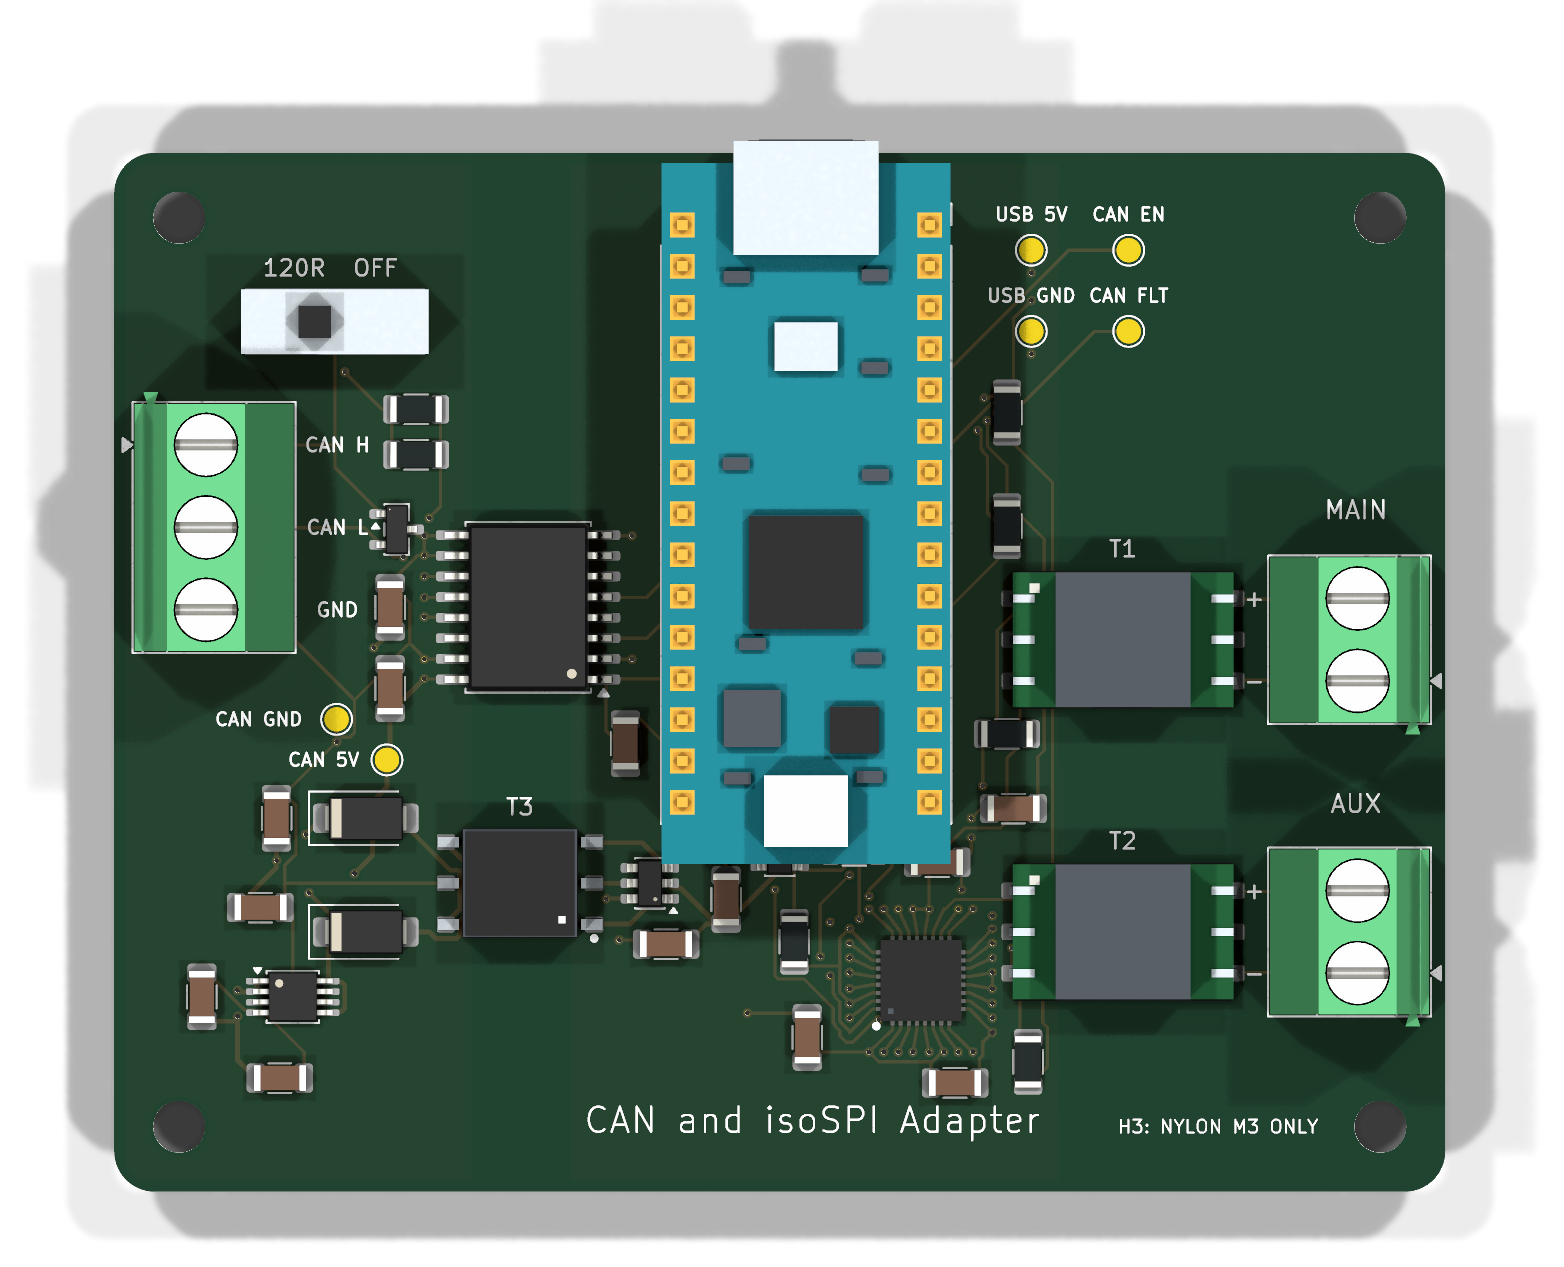 USB 5V CAN EN
120R OFF
USB GND CAN FLT
CAN H
MAIN
CAN L
T1
+
GND
−
CAN GND
CAN 5V
T3
AUX
T2
+
−
CAN and isoSPI Adapter
H3: NYLON M3 ONLY